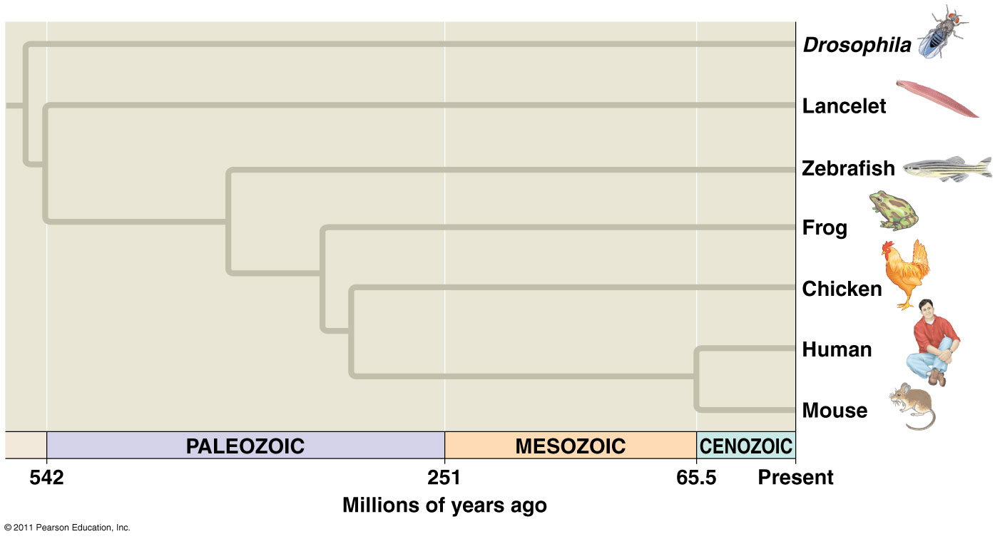 Drosophila
Lancelet
Zebrafish
Frog
Chicken
Human
Mouse
PALEOZOIC MESOZOIC CENOZOIC
542 251 65.5 Present
Millions of years ago
© 2011 Pearson Education, Inc.